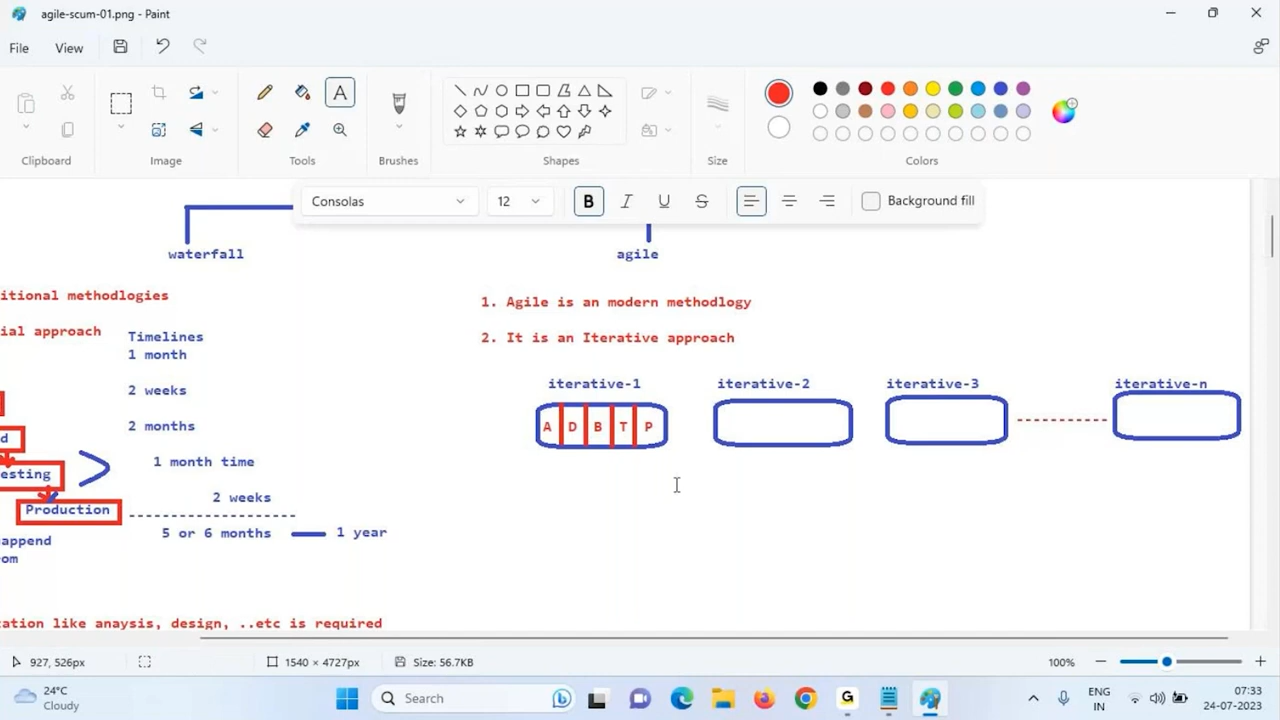 agile-scum-01.png - Paint
File View
Clipboard Image Tools Brushes Shapes Size Colors
Consolas 12 B I U S Background fill
waterfall agile
itional methodlogies
1. Agile is an modern methodlogy
ial approach
Timelines
2. It is an Iterative approach
1 month
iterative-1 iterative-2 iterative-3 iterative-n
2 weeks
A D B T P
2 months
d
1 month time
esting
2 weeks
Production
5 or 6 months 1 year
append
om
ation like anaysis, design, ..etc is required
927, 526px 1540 × 4727px Size: 56.7KB 100%
24°C
Cloudy
Search
ENG
IN
07:33
24-07-2023